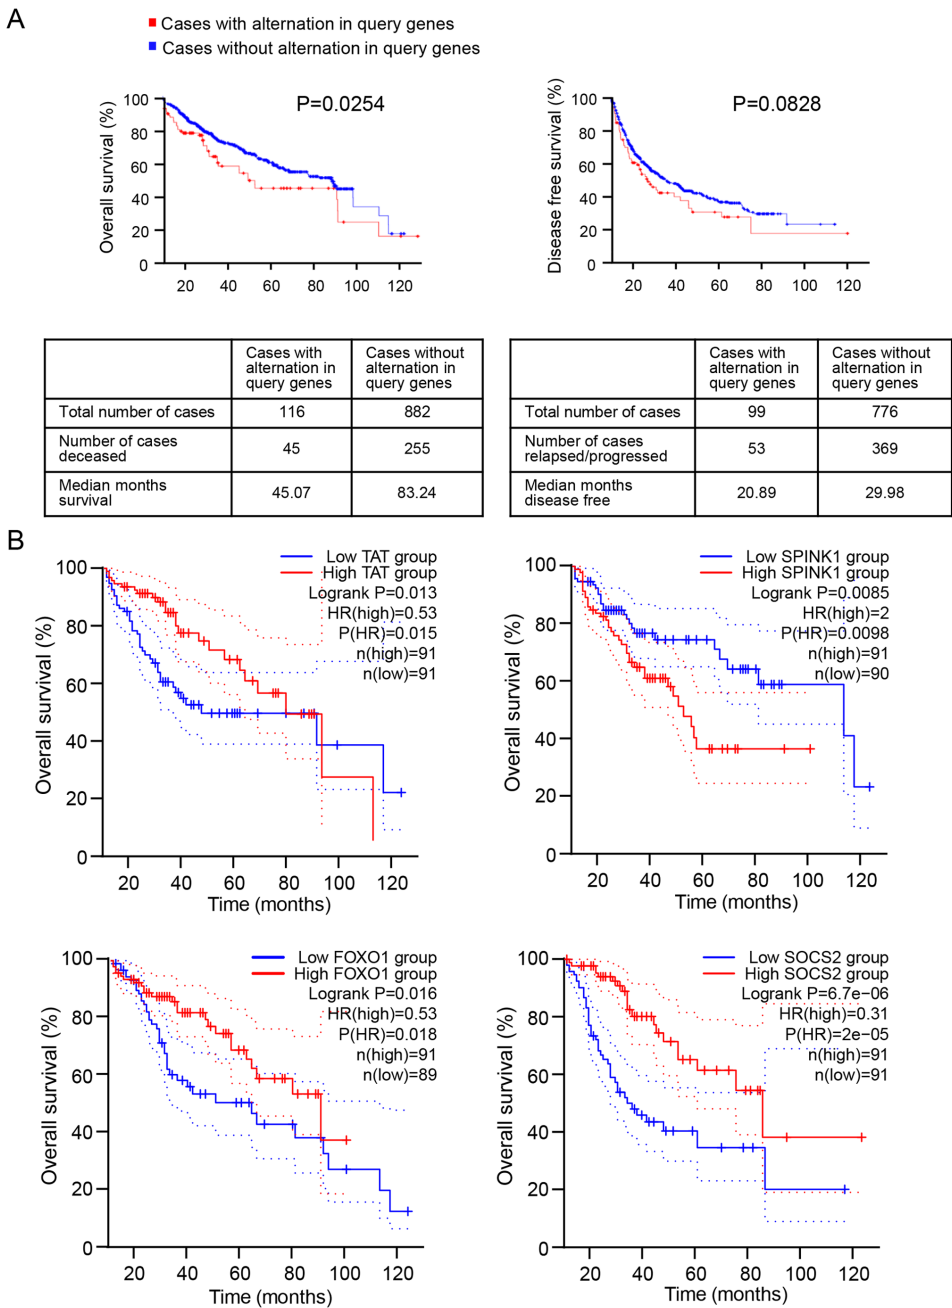 A
Cases with alternation in query genes
Cases without alternation in query genes
Overall survival (%)
100
80
60
40
20
0
P=0.0254
20 40 60 80 100 120
Disease free survival (%)
100
80
60
40
20
0
P=0.0828
20 40 60 80 100 120
Cases with alternation in query genes
Cases without alternation in query genes
Total number of cases 116 882
Number of cases deceased 45 255
Median months survival 45.07 83.24
Cases with alternation in query genes
Cases without alternation in query genes
Total number of cases 99 776
Number of cases relapsed/progressed 53 369
Median months disease free 20.89 29.98
B
Overall survival (%)
100
80
60
40
20
0
Low TAT group
High TAT group
Logrank P=0.013
HR(high)=0.53
P(HR)=0.015
n(high)=91
n(low)=91
20 40 60 80 100 120
Time (months)
Overall survival (%)
100
80
60
40
20
0
Low SPINK1 group
High SPINK1 group
Logrank P=0.0085
HR(high)=2
P(HR)=0.0098
n(high)=91
n(low)=90
20 40 60 80 100 120
Time (months)
Overall survival (%)
100
80
60
40
20
0
Low FOXO1 group
High FOXO1 group
Logrank P=0.016
HR(high)=0.53
P(HR)=0.018
n(high)=91
n(low)=89
20 40 60 80 100 120
Time (months)
Overall survival (%)
100
80
60
40
20
0
Low SOCS2 group
High SOCS2 group
Logrank P=6.7e-06
HR(high)=0.31
P(HR)=2e-05
n(high)=91
n(low)=91
20 40 60 80 100 120
Time (months)